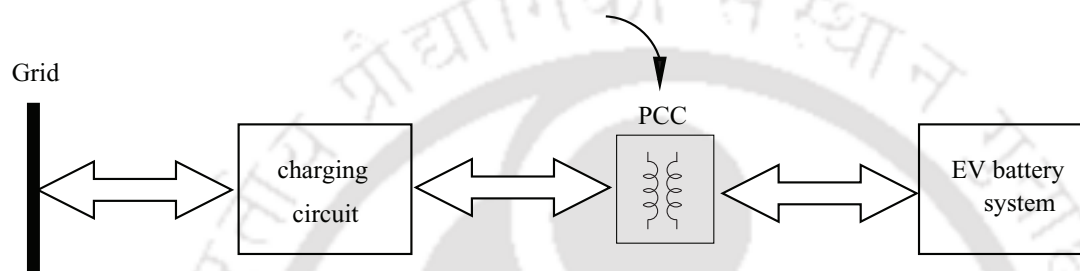 Grid
PCC
charging
circuit
EV battery
system